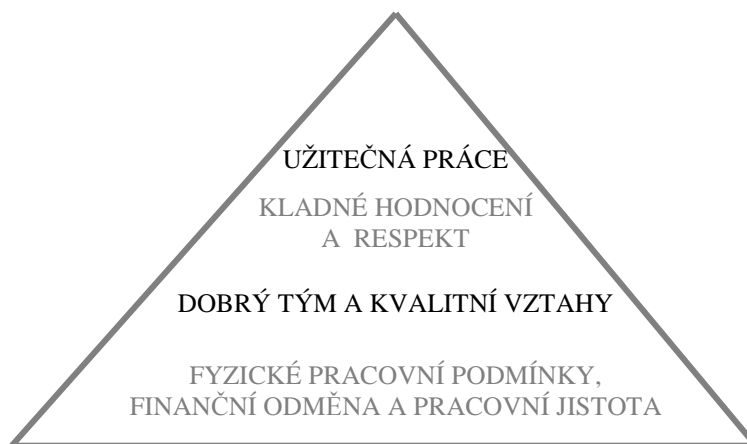 UŽITEČNÁ PRÁCE
KLADNÉ HODNOCENÍ
A RESPEKT
DOBRÝ TÝM A KVALITNÍ VZTAHY
FYZICKÉ PRACOVNÍ PODMÍNKY,
FINANČNÍ ODMĚNA A PRACOVNÍ JISTOTA